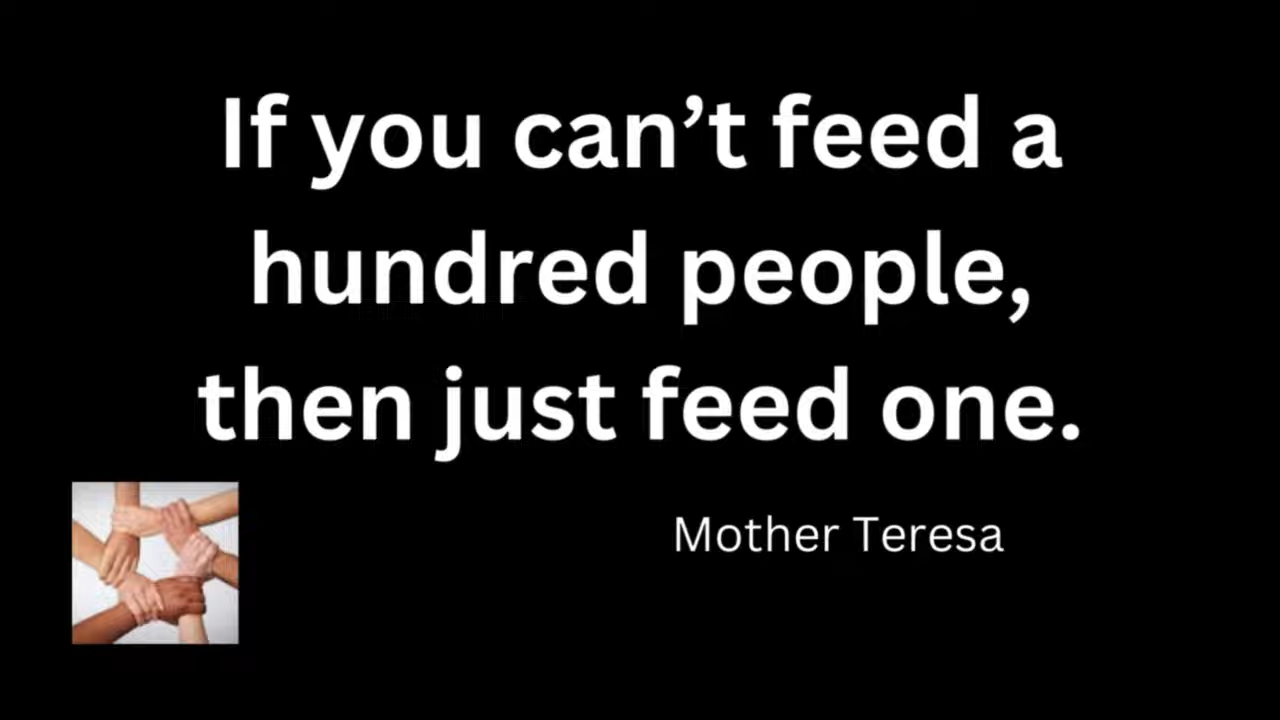 If you can’t feed a
hundred people,
then just feed one.
Mother Teresa